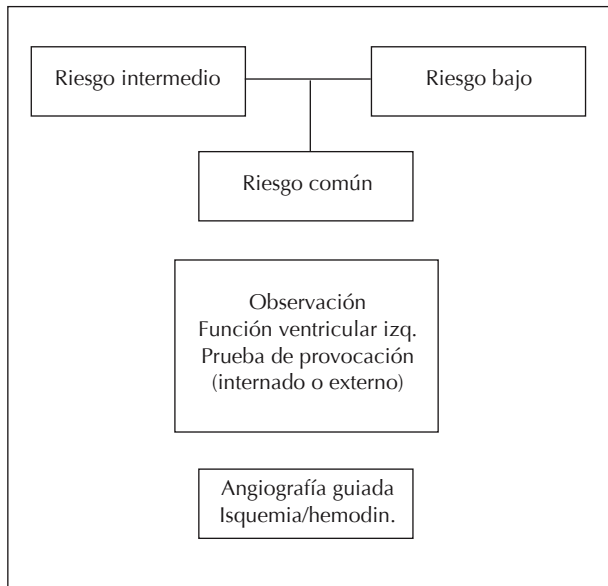 Riesgo intermedio
Riesgo bajo
Riesgo común
Observación
Función ventricular izq.
Prueba de provocación
(internado o externo)
Angiografía guiada
Isquemia/hemodin.